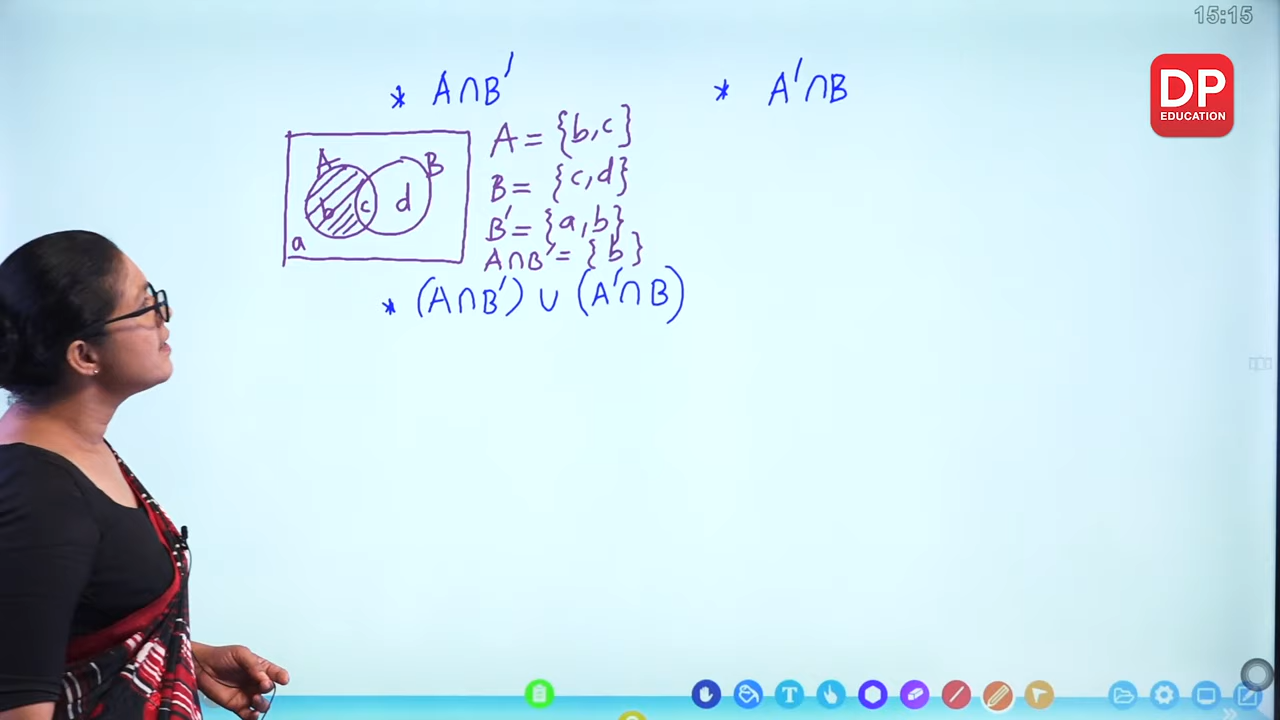 15:15
DP
EDUCATION
* A∩B'
* A'∩B
A B
b c d
a
A = {b,c}
B = {c,d}
B' = {a,b}
A∩B' = {b}
* (A∩B') ∪ (A'∩B)
T